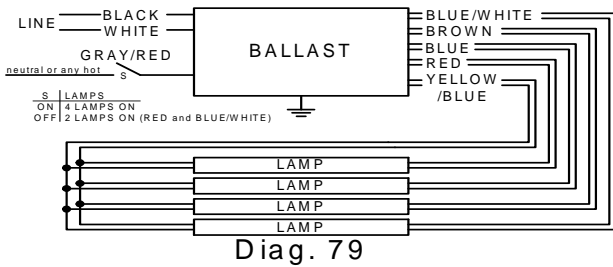 LINE
BLACK
WHITE
GRAY/RED
neutral or any hot
S
S LAMPS
ON 4 LAMPS ON
OFF 2 LAMPS ON (RED and BLUE/WHITE)
BALLAST
BLUE/WHITE
BROWN
BLUE
RED
YELLOW
/BLUE
LAMP
LAMP
LAMP
LAMP
Diag. 79